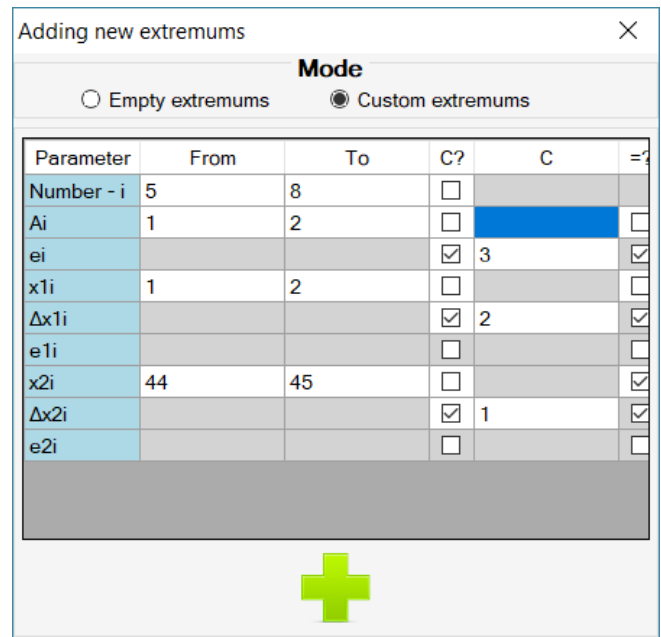 Adding new extremums
Mode
Empty extremums Custom extremums
Parameter From To C? C =?
Number - i 5 8
Ai 1 2
ei 3
x1i 1 2
Δx1i 2
e1i
x2i 44 45
Δx2i 1
e2i